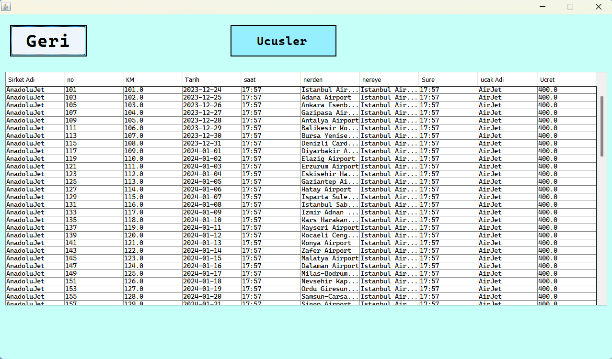 Geri
Ucusler
Sirket Adi no KM Tarih saat nerden nereye Sure ucak Adi Ucret
AnadoluJet 101 101.0 2023-12-24 17:57 Istanbul Air... Istanbul Air... 17:57 AirJet 400.0
AnadoluJet 103 102.0 2023-12-25 17:57 Adana Airport Istanbul Air... 17:57 AirJet 400.0
AnadoluJet 105 103.0 2023-12-26 17:57 Ankara Esenb... Istanbul Air... 17:57 AirJet 400.0
AnadoluJet 107 104.0 2023-12-27 17:57 Gazipasa Air... Istanbul Air... 17:57 AirJet 400.0
AnadoluJet 109 105.0 2023-12-28 17:57 Antalya Airport Istanbul Air... 17:57 AirJet 400.0
AnadoluJet 111 106.0 2023-12-29 17:57 Balikesir Ko... Istanbul Air... 17:57 AirJet 400.0
AnadoluJet 113 107.0 2023-12-30 17:57 Bursa Yenise... Istanbul Air... 17:57 AirJet 400.0
AnadoluJet 115 108.0 2023-12-31 17:57 Denizli Card... Istanbul Air... 17:57 AirJet 400.0
AnadoluJet 117 109.0 2024-01-01 17:57 Diyarbakir A... Istanbul Air... 17:57 AirJet 400.0
AnadoluJet 119 110.0 2024-01-02 17:57 Elazig Airport Istanbul Air... 17:57 AirJet 400.0
AnadoluJet 121 111.0 2024-01-03 17:57 Erzurum Airport Istanbul Air... 17:57 AirJet 400.0
AnadoluJet 123 112.0 2024-01-04 17:57 Eskisehir Ha... Istanbul Air... 17:57 AirJet 400.0
AnadoluJet 125 113.0 2024-01-05 17:57 Gaziantep Ai... Istanbul Air... 17:57 AirJet 400.0
AnadoluJet 127 114.0 2024-01-06 17:57 Hatay Airport Istanbul Air... 17:57 AirJet 400.0
AnadoluJet 129 115.0 2024-01-07 17:57 Isparta Sule... Istanbul Air... 17:57 AirJet 400.0
AnadoluJet 131 116.0 2024-01-08 17:57 Istanbul Sab... Istanbul Air... 17:57 AirJet 400.0
AnadoluJet 133 117.0 2024-01-09 17:57 Izmir Adnan ... Istanbul Air... 17:57 AirJet 400.0
AnadoluJet 135 118.0 2024-01-10 17:57 Kars Harakan... Istanbul Air... 17:57 AirJet 400.0
AnadoluJet 137 119.0 2024-01-11 17:57 Kayseri Airport Istanbul Air... 17:57 AirJet 400.0
AnadoluJet 139 120.0 2024-01-12 17:57 Kocaeli Ceng... Istanbul Air... 17:57 AirJet 400.0
AnadoluJet 141 121.0 2024-01-13 17:57 Konya Airport Istanbul Air... 17:57 AirJet 400.0
AnadoluJet 143 122.0 2024-01-14 17:57 Zafer Airport Istanbul Air... 17:57 AirJet 400.0
AnadoluJet 145 123.0 2024-01-15 17:57 Malatya Airport Istanbul Air... 17:57 AirJet 400.0
AnadoluJet 147 124.0 2024-01-16 17:57 Dalaman Airport Istanbul Air... 17:57 AirJet 400.0
AnadoluJet 149 125.0 2024-01-17 17:57 Milas-Bodrum... Istanbul Air... 17:57 AirJet 400.0
AnadoluJet 151 126.0 2024-01-18 17:57 Nevsehir Kap... Istanbul Air... 17:57 AirJet 400.0
AnadoluJet 153 127.0 2024-01-19 17:57 Ordu Giresun... Istanbul Air... 17:57 AirJet 400.0
AnadoluJet 155 128.0 2024-01-20 17:57 Samsun-Carsa... Istanbul Air... 17:57 AirJet 400.0
AnadoluJet 157 129.0 2024-01-21 17:57 Sinop Airport Istanbul Air... 17:57 AirJet 400.0